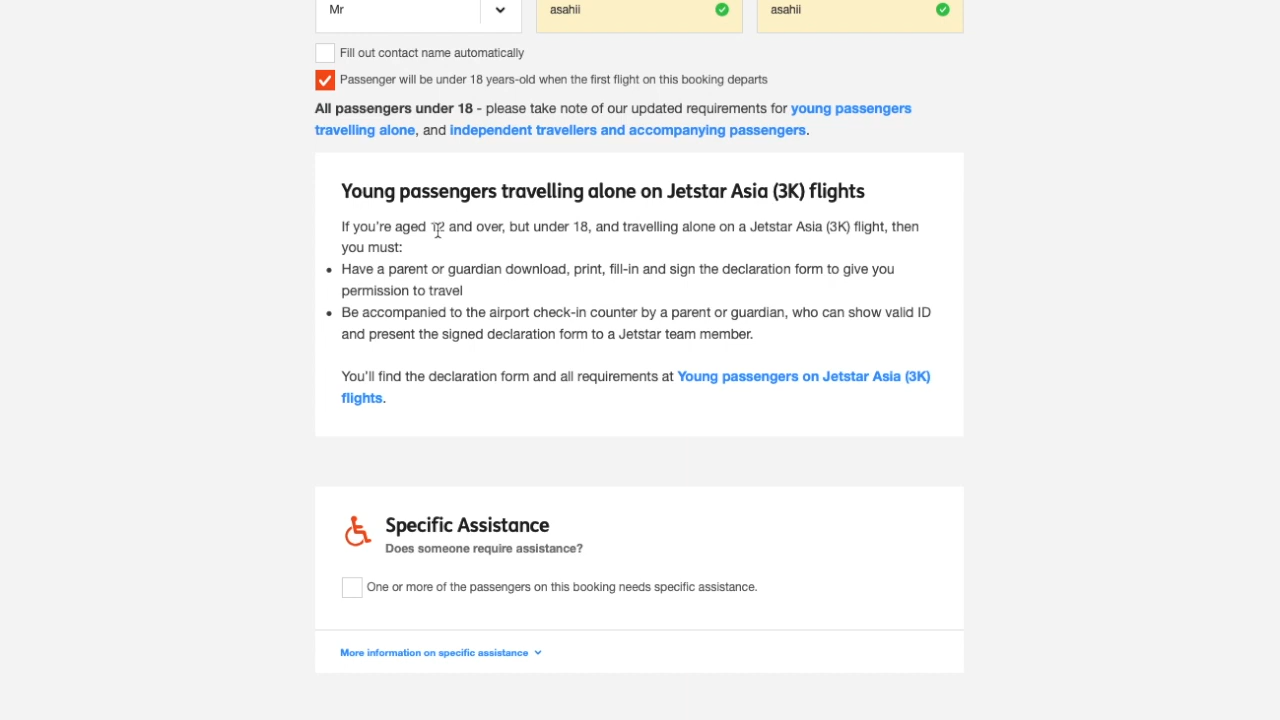 Mr
asahii
asahii
Fill out contact name automatically
Passenger will be under 18 years-old when the first flight on this booking departs
All passengers under 18 - please take note of our updated requirements for young passengers
travelling alone, and independent travellers and accompanying passengers.
Young passengers travelling alone on Jetstar Asia (3K) flights
If you're aged 12 and over, but under 18, and travelling alone on a Jetstar Asia (3K) flight, then
you must:
Have a parent or guardian download, print, fill-in and sign the declaration form to give you
permission to travel
Be accompanied to the airport check-in counter by a parent or guardian, who can show valid ID
and present the signed declaration form to a Jetstar team member.
You'll find the declaration form and all requirements at Young passengers on Jetstar Asia (3K)
flights.
Specific Assistance
Does someone require assistance?
One or more of the passengers on this booking needs specific assistance.
More information on specific assistance